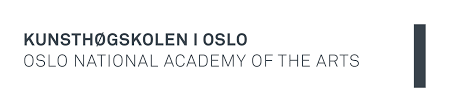 KUNSTHØGSKOLEN I OSLO
OSLO NATIONAL ACADEMY OF THE ARTS